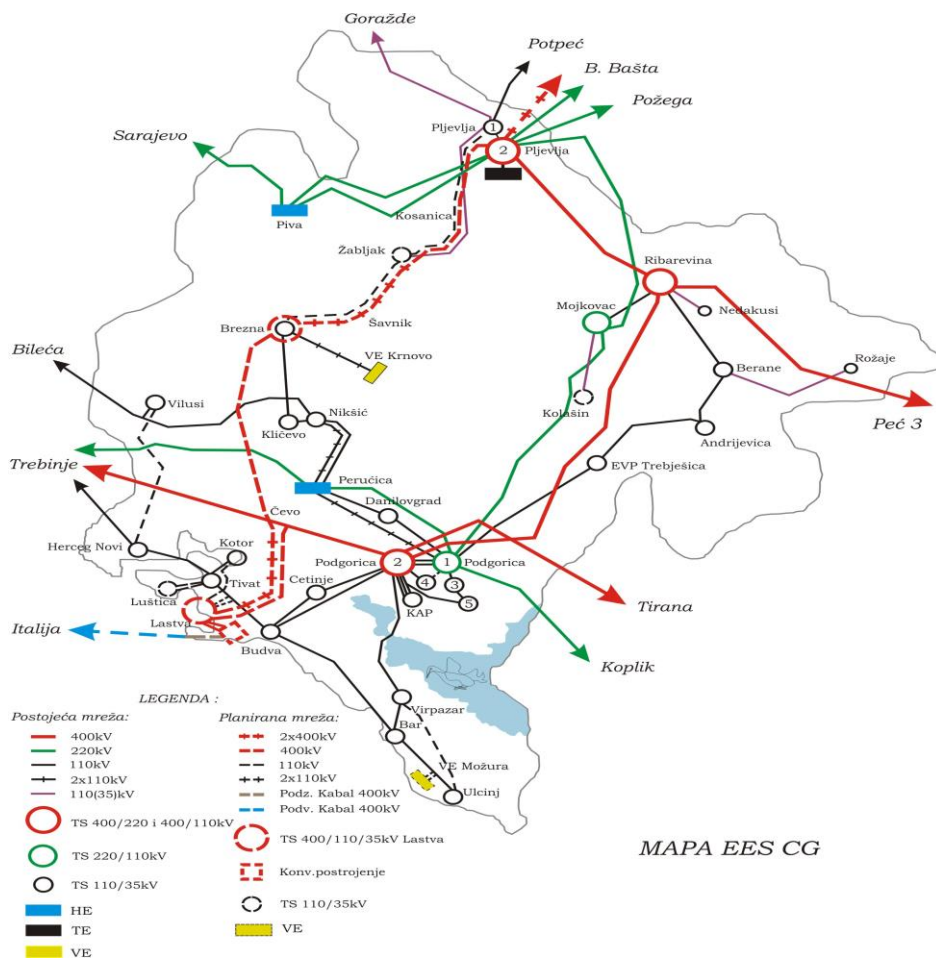 Goražde
Potpeć
B. Bašta
Požega
Pljevlja
1
2
Pljevlja
Sarajevo
Piva
Kosanica
Žabljak
Ribarevina
Mojkovac
Nedakusi
Brezna
Šavnik
VE Krnovo
Bileća
Berane
Rožaje
Vilusi
Nikšić
Kličevo
Kolašin
Andrijevica
Peć 3
Trebinje
Perućica
EVP Trebješica
Danilovgrad
Čevo
Herceg Novi
Kotor
Podgorica
2
1
Podgorica
Tivat
Cetinje
4
3
5
KAP
Luštica
Lastva
Tirana
Italija
Budva
Koplik
LEGENDA :
Virpazar
Bar
VE Možura
Ulcinj
Postojeća mreža:
400kV
220kV
110kV
2x110kV
110(35)kV
TS 400/220 i 400/110kV
TS 220/110kV
TS 110/35kV
HE
TE
VE
Planirana mreža:
2x400kV
400kV
110kV
2x110kV
Podz. Kabal 400kV
Podv. Kabal 400kV
TS 400/110/35kV Lastva
Konv.postrojenje
TS 110/35kV
VE
MAPA EES CG